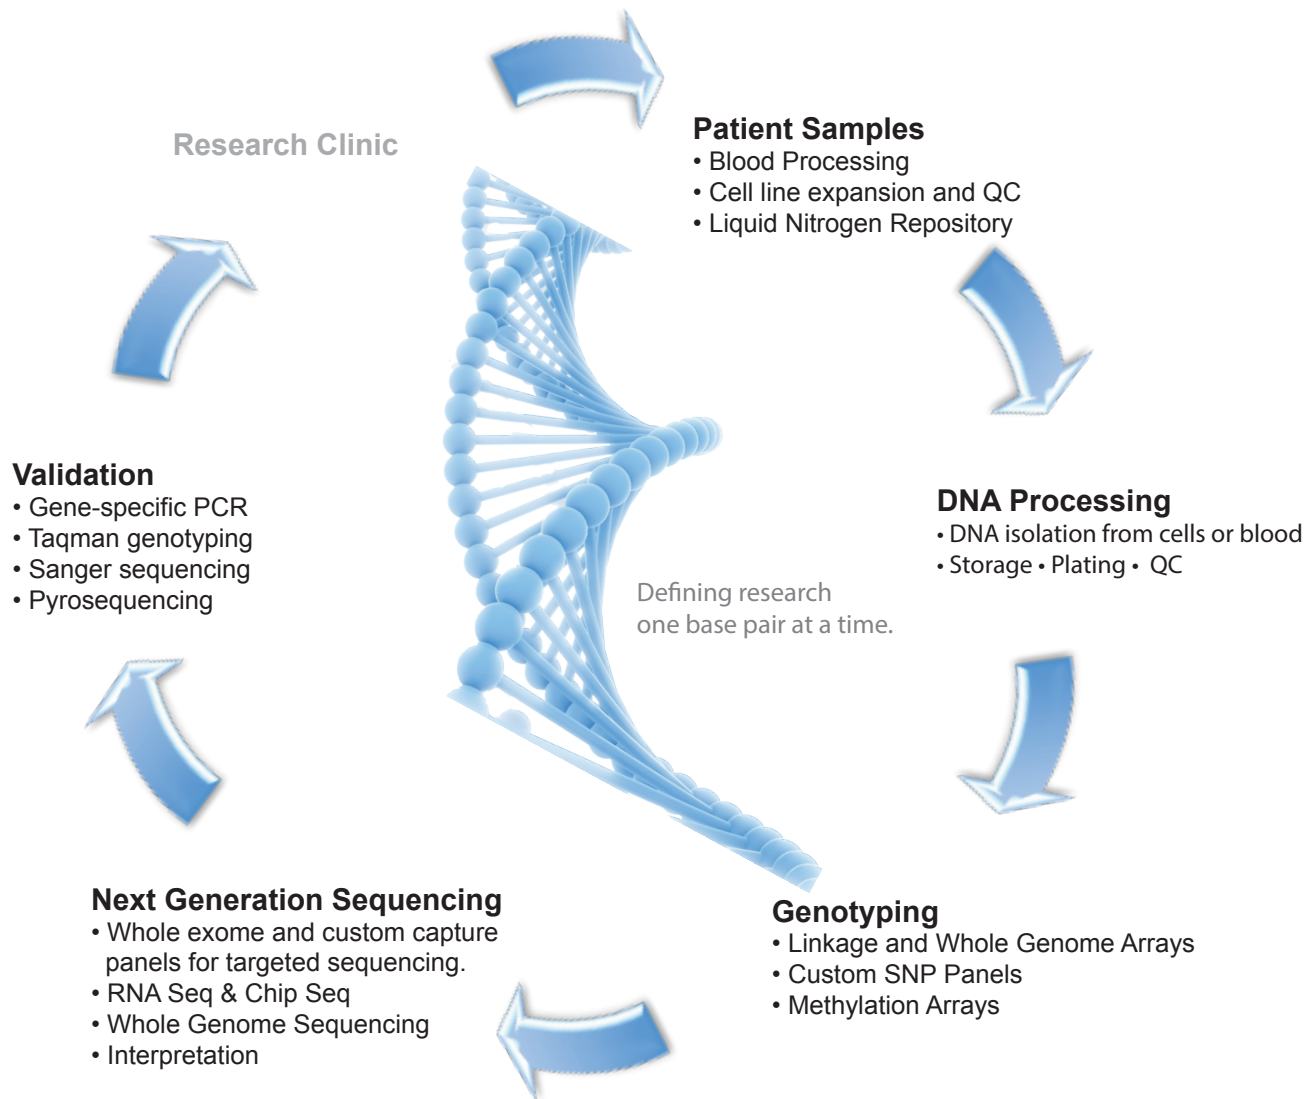 Research Clinic
Patient Samples
• Blood Processing
• Cell line expansion and QC
• Liquid Nitrogen Repository
DNA Processing
• DNA isolation from cells or blood
• Storage • Plating • QC
Genotyping
• Linkage and Whole Genome Arrays
• Custom SNP Panels
• Methylation Arrays
Next Generation Sequencing
• Whole exome and custom capture
panels for targeted sequencing.
• RNA Seq & Chip Seq
• Whole Genome Sequencing
• Interpretation
Validation
• Gene-specific PCR
• Taqman genotyping
• Sanger sequencing
• Pyrosequencing
Defining research
one base pair at a time.